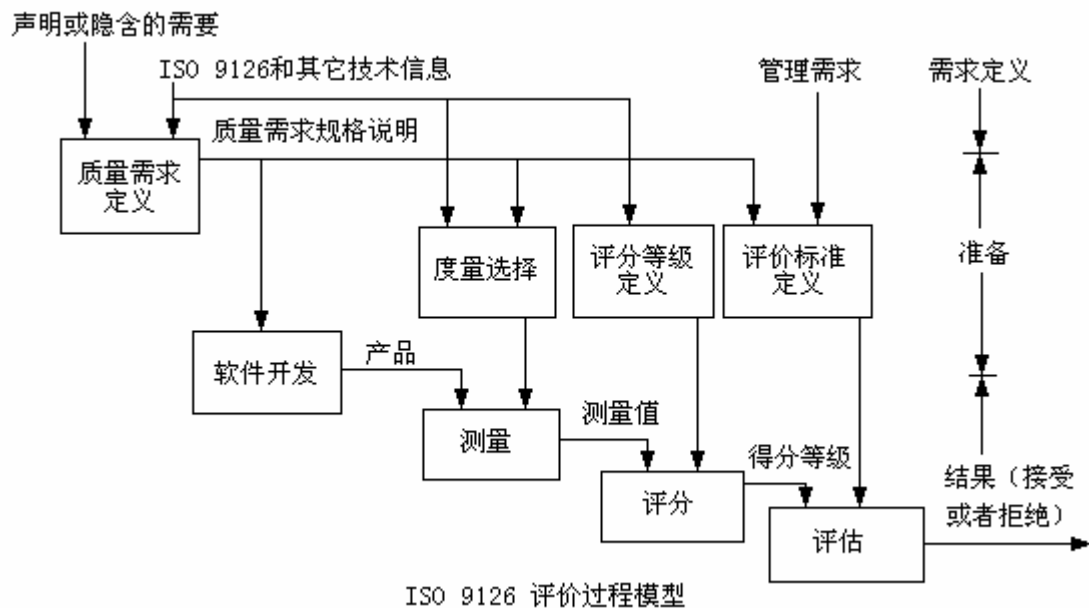 声明或隐含的需要
ISO 9126和其它技术信息
管理需求
需求定义
质量需求规格说明
质量需求
定义
度量选择
评分等级
定义
评价标准
定义
准备
软件开发
产品
测量
测量值
评分
得分等级
结果（接受
或者拒绝）
评估
ISO 9126 评价过程模型